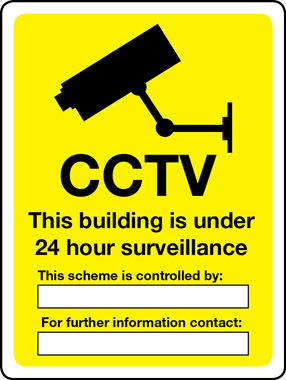 CCTV
This building is under
24 hour surveillance
This scheme is controlled by:
For further information contact: